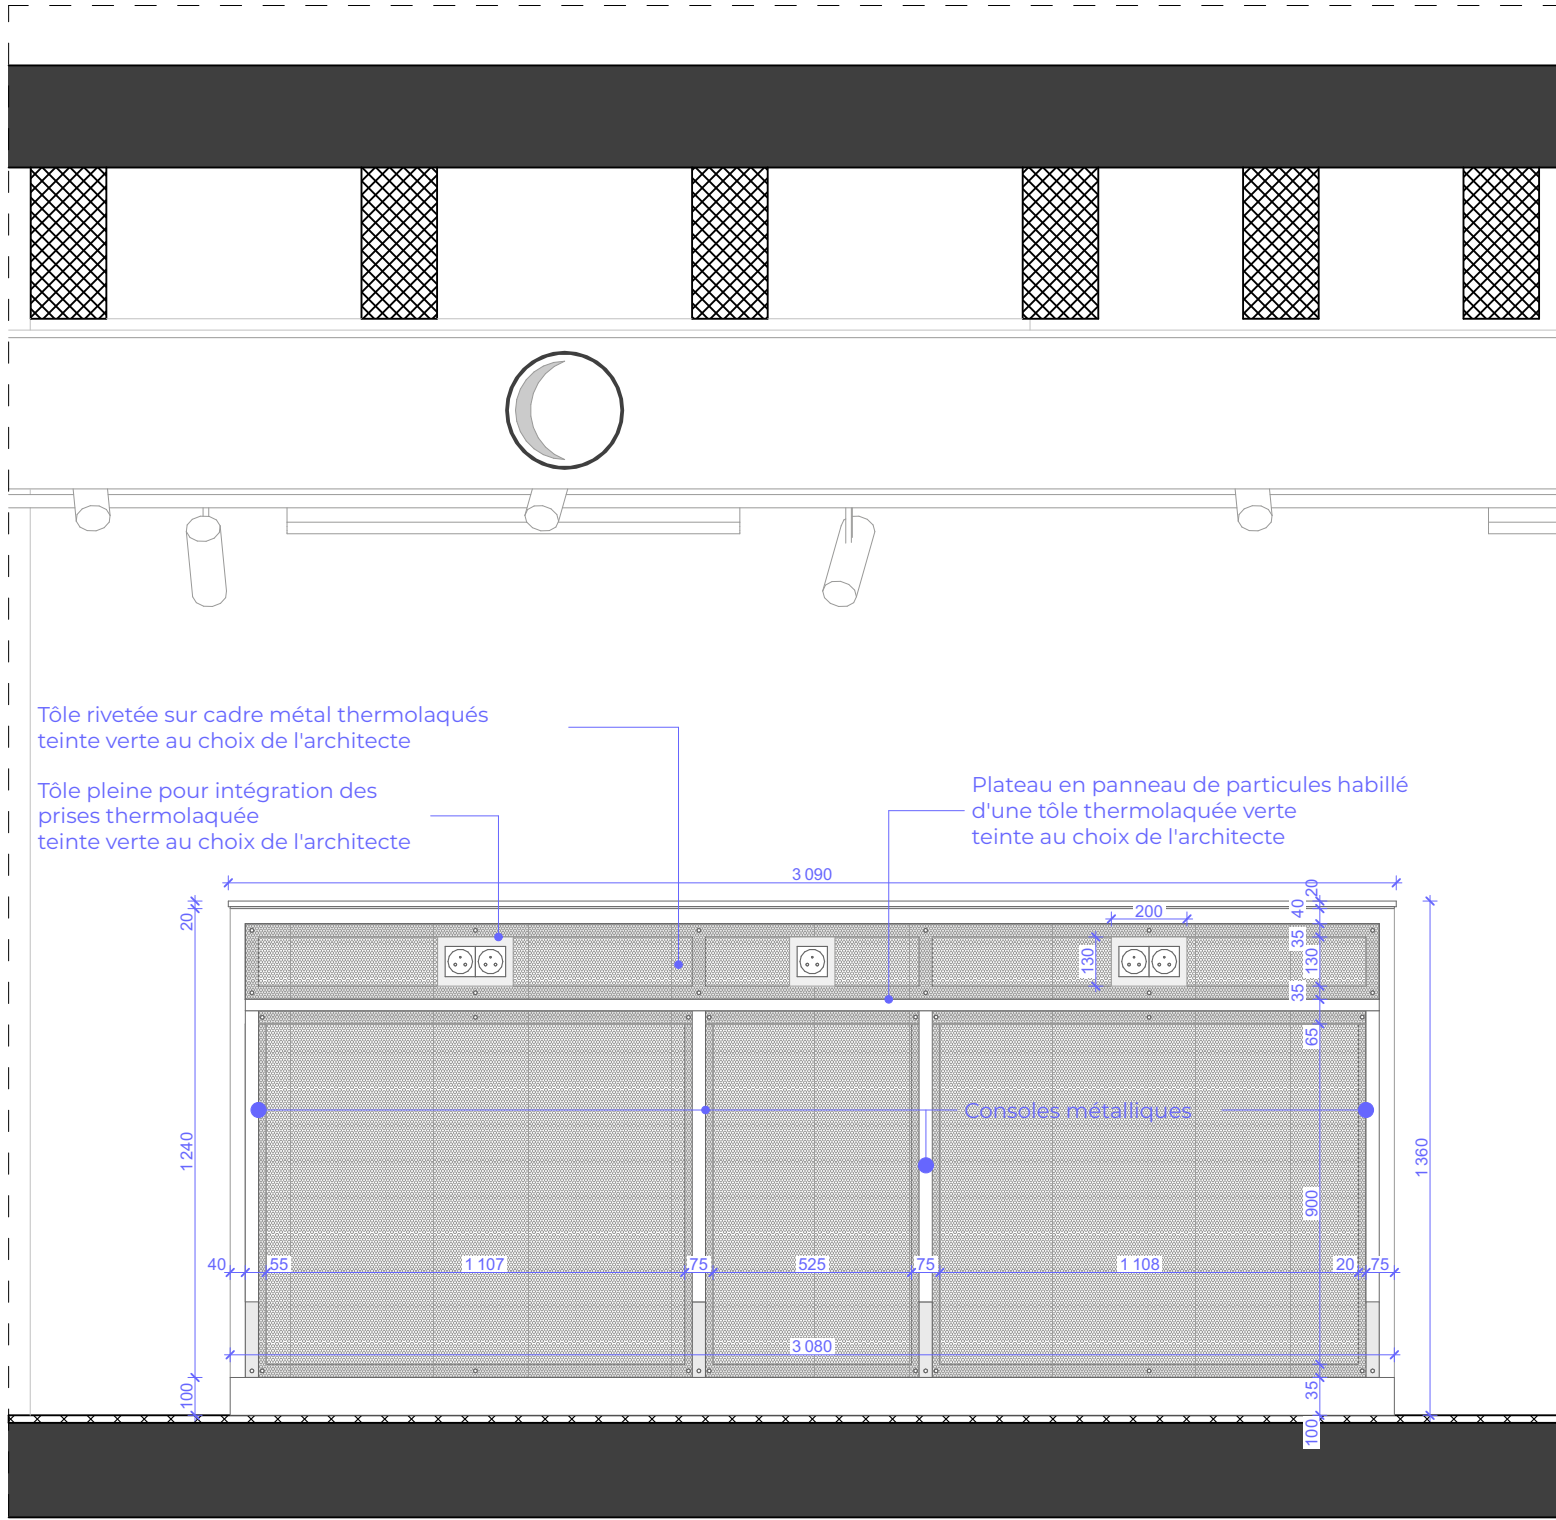 Tôle rivetée sur cadre métal thermolaqués
teinte verte au choix de l'architecte
Tôle pleine pour intégration des
prises thermolaquée
teinte verte au choix de l'architecte
Plateau en panneau de particules habillé
d'une tôle thermolaquée verte
teinte au choix de l'architecte
3 090
20
20
40
200
35
130
130
35
65
Consoles métalliques
1 240
1 360
900
40
55
1 107
75
525
75
1 108
20
75
3 080
100
35
100